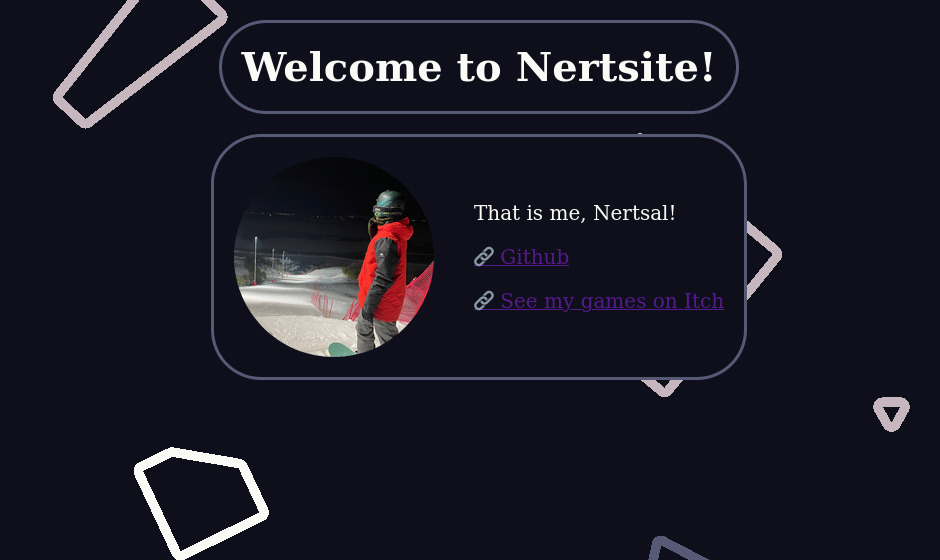 Welcome to Nertsite!
That is me, Nertsal!
🔗 Github
🔗 See my games on Itch